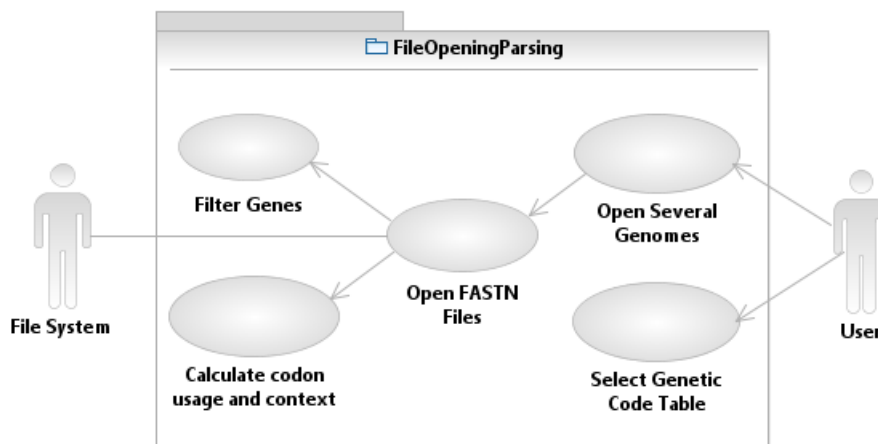 FileOpeningParsing
Filter Genes
Open Several
Genomes
Open FASTN
Files
File System
User
Calculate codon
usage and context
Select Genetic
Code Table